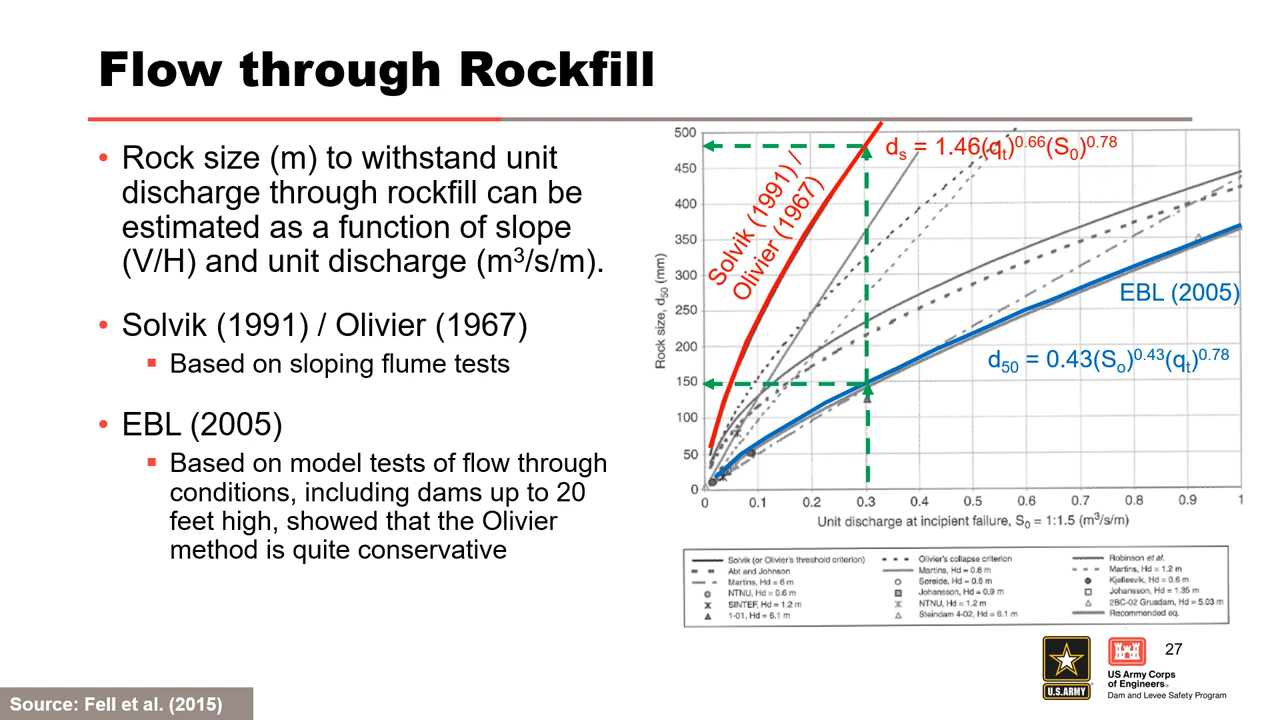 Flow through Rockfill
• Rock size (m) to withstand unit
discharge through rockfill can be
estimated as a function of slope
(V/H) and unit discharge (m³/s/m).
• Solvik (1991) / Olivier (1967)
▪ Based on sloping flume tests
• EBL (2005)
▪ Based on model tests of flow through
conditions, including dams up to 20
feet high, showed that the Olivier
method is quite conservative
Rock size, d₅₀ (mm)
500
450
400
350
300
250
200
150
100
50
0
0 0.1 0.2 0.3 0.4 0.5 0.6 0.7 0.8 0.9 1
Unit discharge at incipient failure, S₀ = 1:1.5 (m³/s/m)
Solvik (1991) /
Olivier (1967)
dₛ = 1.46(qₜ)^0.66(S₀)^0.78
EBL (2005)
d₅₀ = 0.43(Sₒ)^0.43(qₜ)^0.78
Solvik (or Olivier's threshold criterion) Olivier's collapse criterion Robinson et al.
Abt and Johnson Martins, Hd = 0.6 m Martins, Hd = 1.2 m
Martins, Hd = 6 m Søreide, Hd = 0.8 m Kjellesvik, Hd = 0.6 m
NTNU, Hd = 0.6 m Johansson, Hd = 0.9 m Johansson, Hd = 1.35 m
SINTEF, Hd = 1.2 m NTNU, Hd = 1.2 m 2BC-02 Grusdam, Hd = 5.03 m
1-01, Hd = 6.1 m Steindam 4-02, Hd = 6.1 m Recommended eq.
27
U.S.ARMY
US Army Corps
of Engineers®
Dam and Levee Safety Program
Source: Fell et al. (2015)